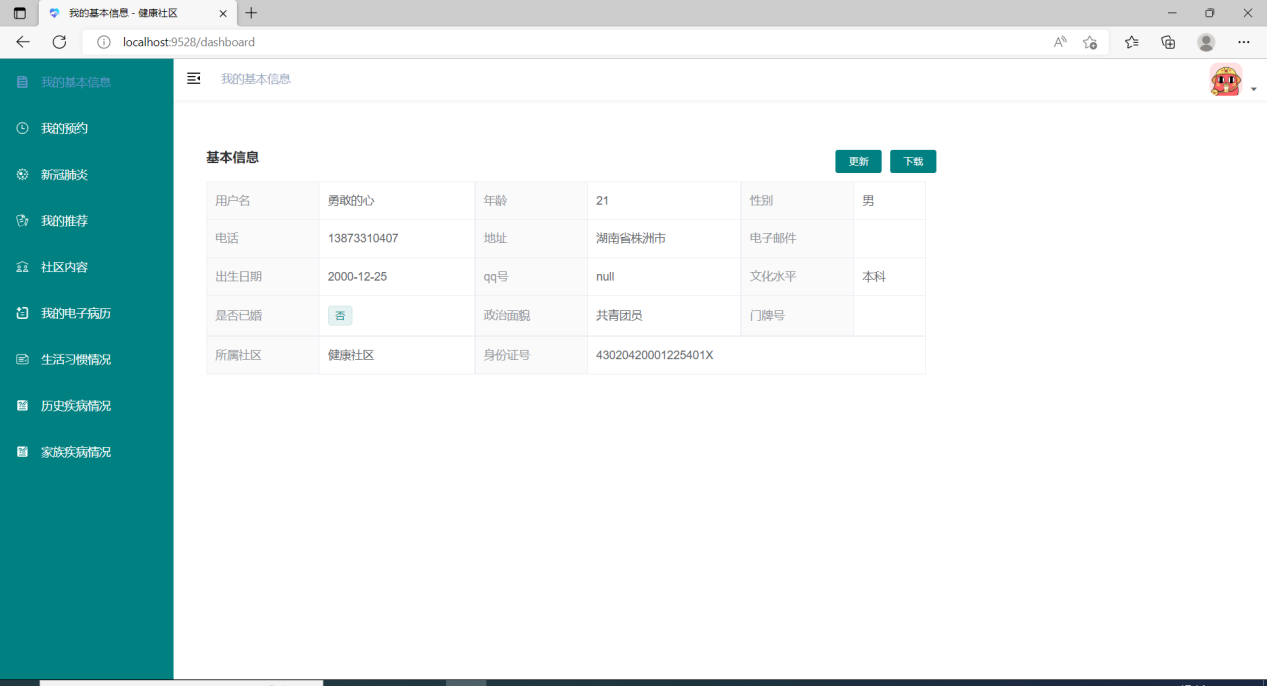 我的基本信息 - 健康社区
localhost:9528/dashboard
我的基本信息
我的预约
新冠肺炎
我的推荐
社区内容
我的电子病历
生活习惯情况
历史疾病情况
家族疾病情况
我的基本信息
基本信息 更新 下载
用户名 勇敢的心 年龄 21 性别 男
电话 13873310407 地址 湖南省株洲市 电子邮件
出生日期 2000-12-25 qq号 null 文化水平 本科
是否已婚 否 政治面貌 共青团员 门牌号
所属社区 健康社区 身份证号 43020420001225401X